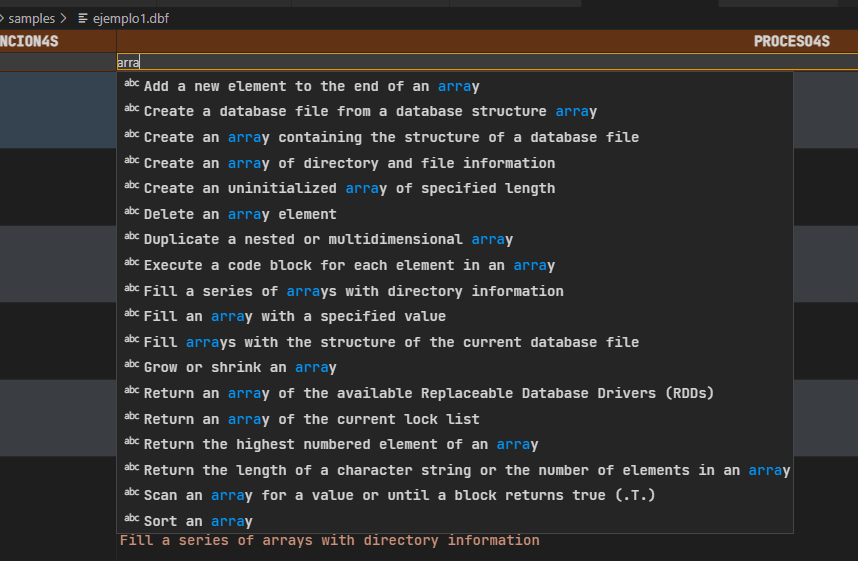 samples > ejemplo1.dbf
NCION4S PROCESO4S
arra
abc Add a new element to the end of an array
abc Create a database file from a database structure array
abc Create an array containing the structure of a database file
abc Create an array of directory and file information
abc Create an uninitialized array of specified length
abc Delete an array element
abc Duplicate a nested or multidimensional array
abc Execute a code block for each element in an array
abc Fill a series of arrays with directory information
abc Fill an array with a specified value
abc Fill arrays with the structure of the current database file
abc Grow or shrink an array
abc Return an array of the available Replaceable Database Drivers (RDDs)
abc Return an array of the current lock list
abc Return the highest numbered element of an array
abc Return the length of a character string or the number of elements in an array
abc Scan an array for a value or until a block returns true (.T.)
abc Sort an array
Fill a series of arrays with directory information